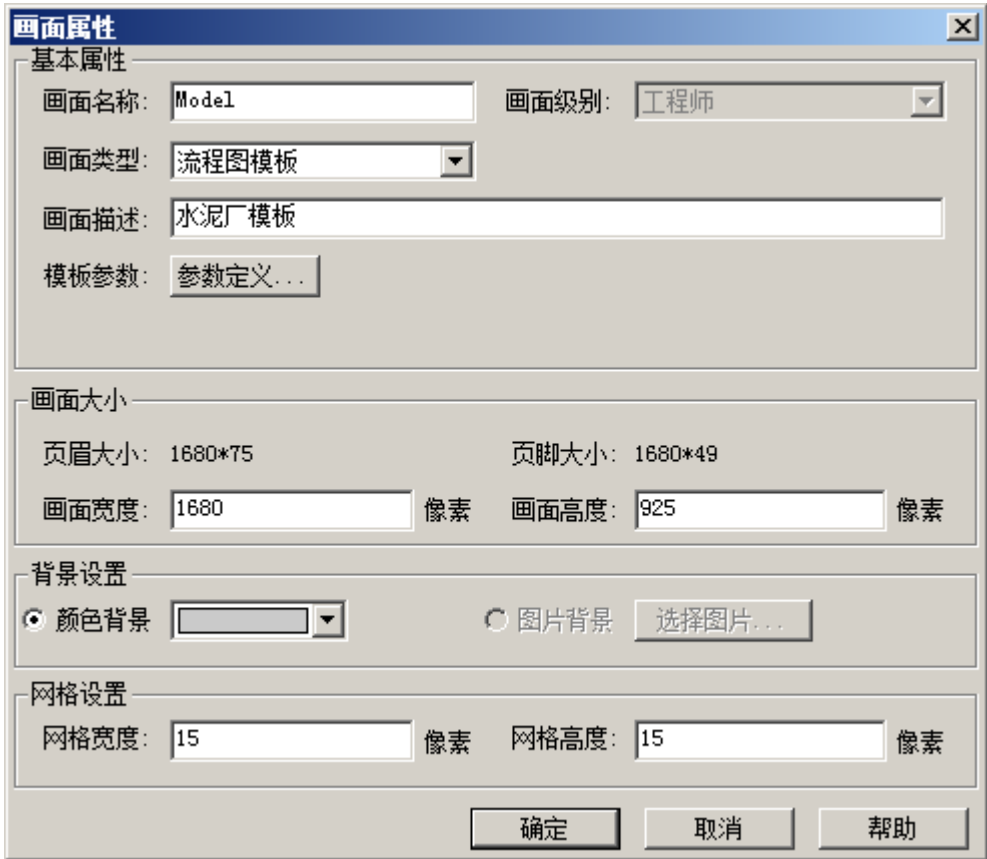 画面属性
基本属性
画面名称: Model 画面级别: 工程师
画面类型: 流程图模板
画面描述: 水泥厂模板
模板参数: 参数定义...
画面大小
页眉大小: 1680*75 页脚大小: 1680*49
画面宽度: 1680 像素 画面高度: 925 像素
背景设置
颜色背景 图片背景 选择图片...
网格设置
网格宽度: 15 像素 网格高度: 15 像素
确定 取消 帮助